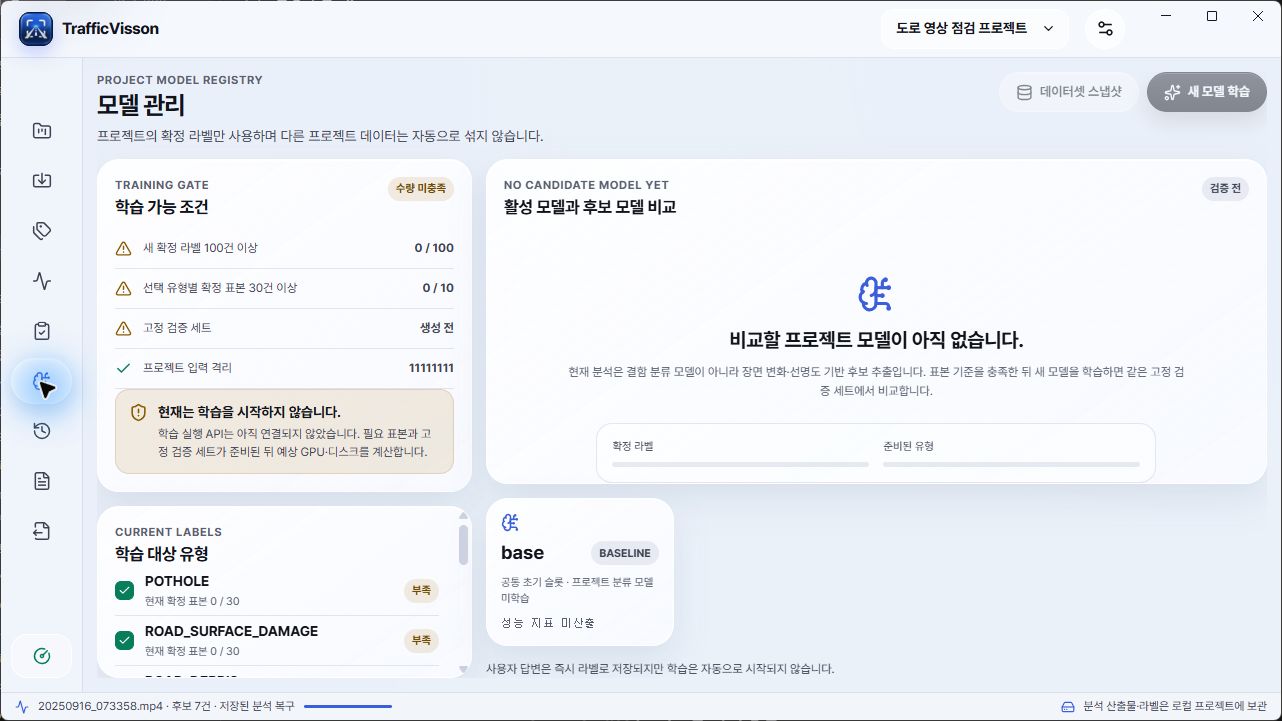 TrafficVisson
도로 영상 점검 프로젝트
PROJECT MODEL REGISTRY
모델 관리
프로젝트의 확정 라벨만 사용하며 다른 프로젝트 데이터는 자동으로 섞지 않습니다.
데이터셋 스냅샷
새 모델 학습
TRAINING GATE
수량 미충족
학습 가능 조건
새 확정 라벨 100건 이상
0 / 100
선택 유형별 확정 표본 30건 이상
0 / 10
고정 검증 세트
생성 전
프로젝트 입력 격리
11111111
현재는 학습을 시작하지 않습니다.
학습 실행 API는 아직 연결되지 않았습니다. 필요 표본과 고
정 검증 세트가 준비된 뒤 예상 GPU·디스크를 계산합니다.
NO CANDIDATE MODEL YET
검증 전
활성 모델과 후보 모델 비교
비교할 프로젝트 모델이 아직 없습니다.
현재 분석은 결함 분류 모델이 아니라 장면 변화·선명도 기반 후보 추출입니다. 표본 기준을 충족한 뒤 새 모델을 학습하면 같은 고정 검
증 세트에서 비교합니다.
확정 라벨
준비된 유형
CURRENT LABELS
학습 대상 유형
POTHOLE
현재 확정 표본 0 / 30
부족
ROAD_SURFACE_DAMAGE
현재 확정 표본 0 / 30
부족
base
BASELINE
공통 초기 슬롯 · 프로젝트 분류 모델
미학습
성능 지표 미산출
사용자 답변은 즉시 라벨로 저장되지만 학습은 자동으로 시작되지 않습니다.
20250916_073358.mp4 · 후보 7건 · 저장된 분석 복구
분석 산출물·라벨은 로컬 프로젝트에 보관